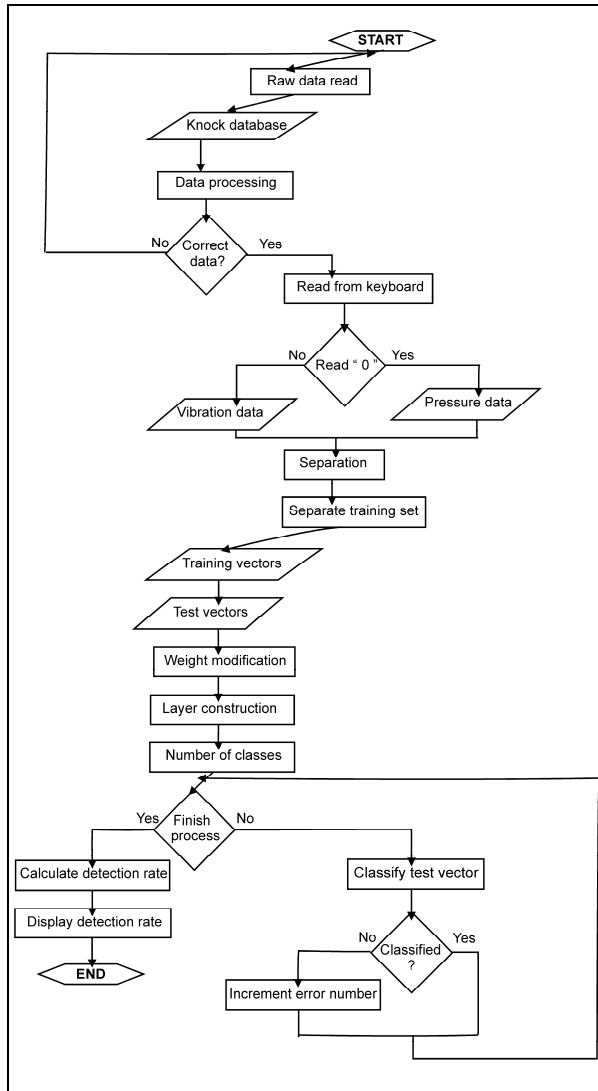 START
Raw data read
Knock database
Data processing
No
Correct
data?
Yes
Read from keyboard
No
Read “ 0 ”
Yes
Vibration data
Pressure data
Separation
Separate training set
Training vectors
Test vectors
Weight modification
Layer construction
Number of classes
Yes
Finish
process
No
Calculate detection rate
Classify test vector
Display detection rate
No
Classified
?
Yes
END
Increment error number